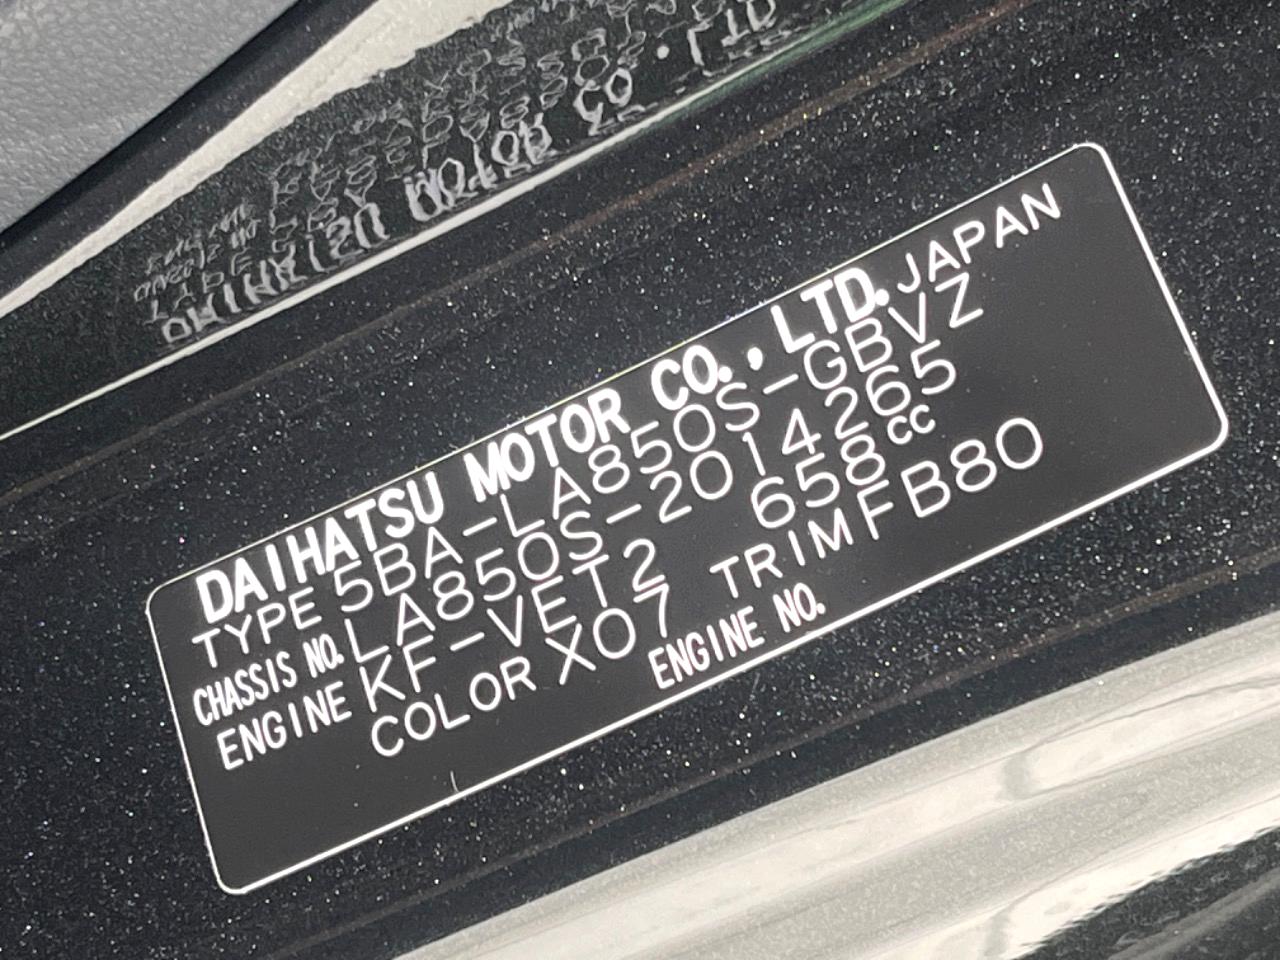 DAIHATSU MOTOR CO., LTD. JAPAN
TYPE 5BA-LA850S-GBVZ
CHASSIS NO. LA850S-2014265
ENGINE KF-VET2 658cc
COLOR X07 TRIM FB80
ENGINE NO.